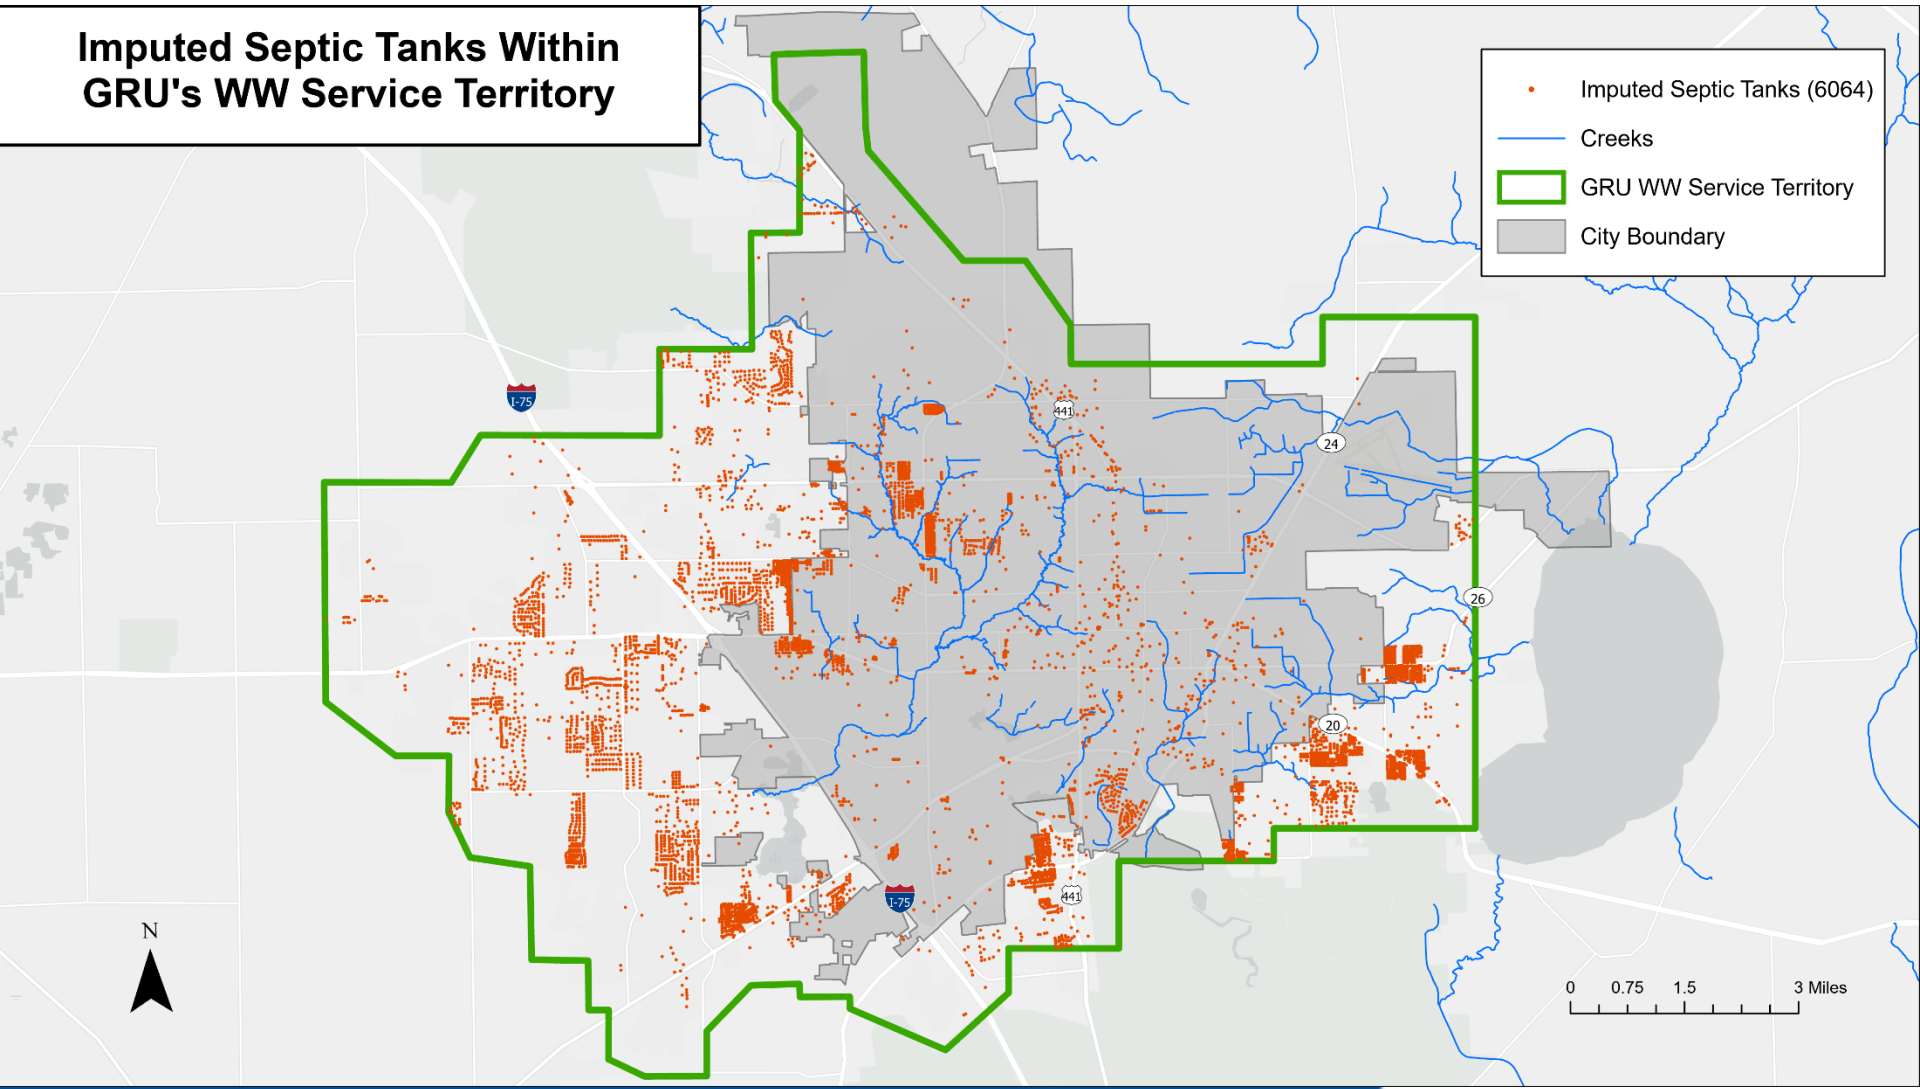 Imputed Septic Tanks Within
GRU's WW Service Territory
Imputed Septic Tanks (6064)
Creeks
GRU WW Service Territory
City Boundary
I-75
441
24
26
20
I-75
441
N
0 0.75 1.5 3 Miles